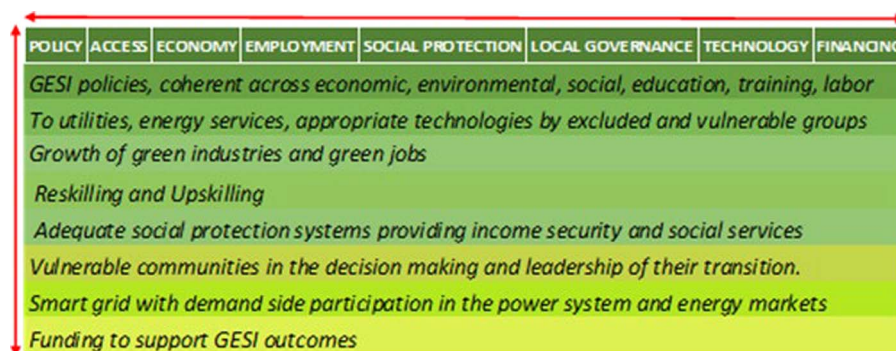 POLICY ACCESS ECONOMY EMPLOYMENT SOCIAL PROTECTION LOCAL GOVERNANCE TECHNOLOGY FINANCING
GESI policies, coherent across economic, environmental, social, education, training, labor
To utilities, energy services, appropriate technologies by excluded and vulnerable groups
Growth of green industries and green jobs
Reskilling and Upskilling
Adequate social protection systems providing income security and social services
Vulnerable communities in the decision making and leadership of their transition.
Smart grid with demand side participation in the power system and energy markets
Funding to support GESI outcomes